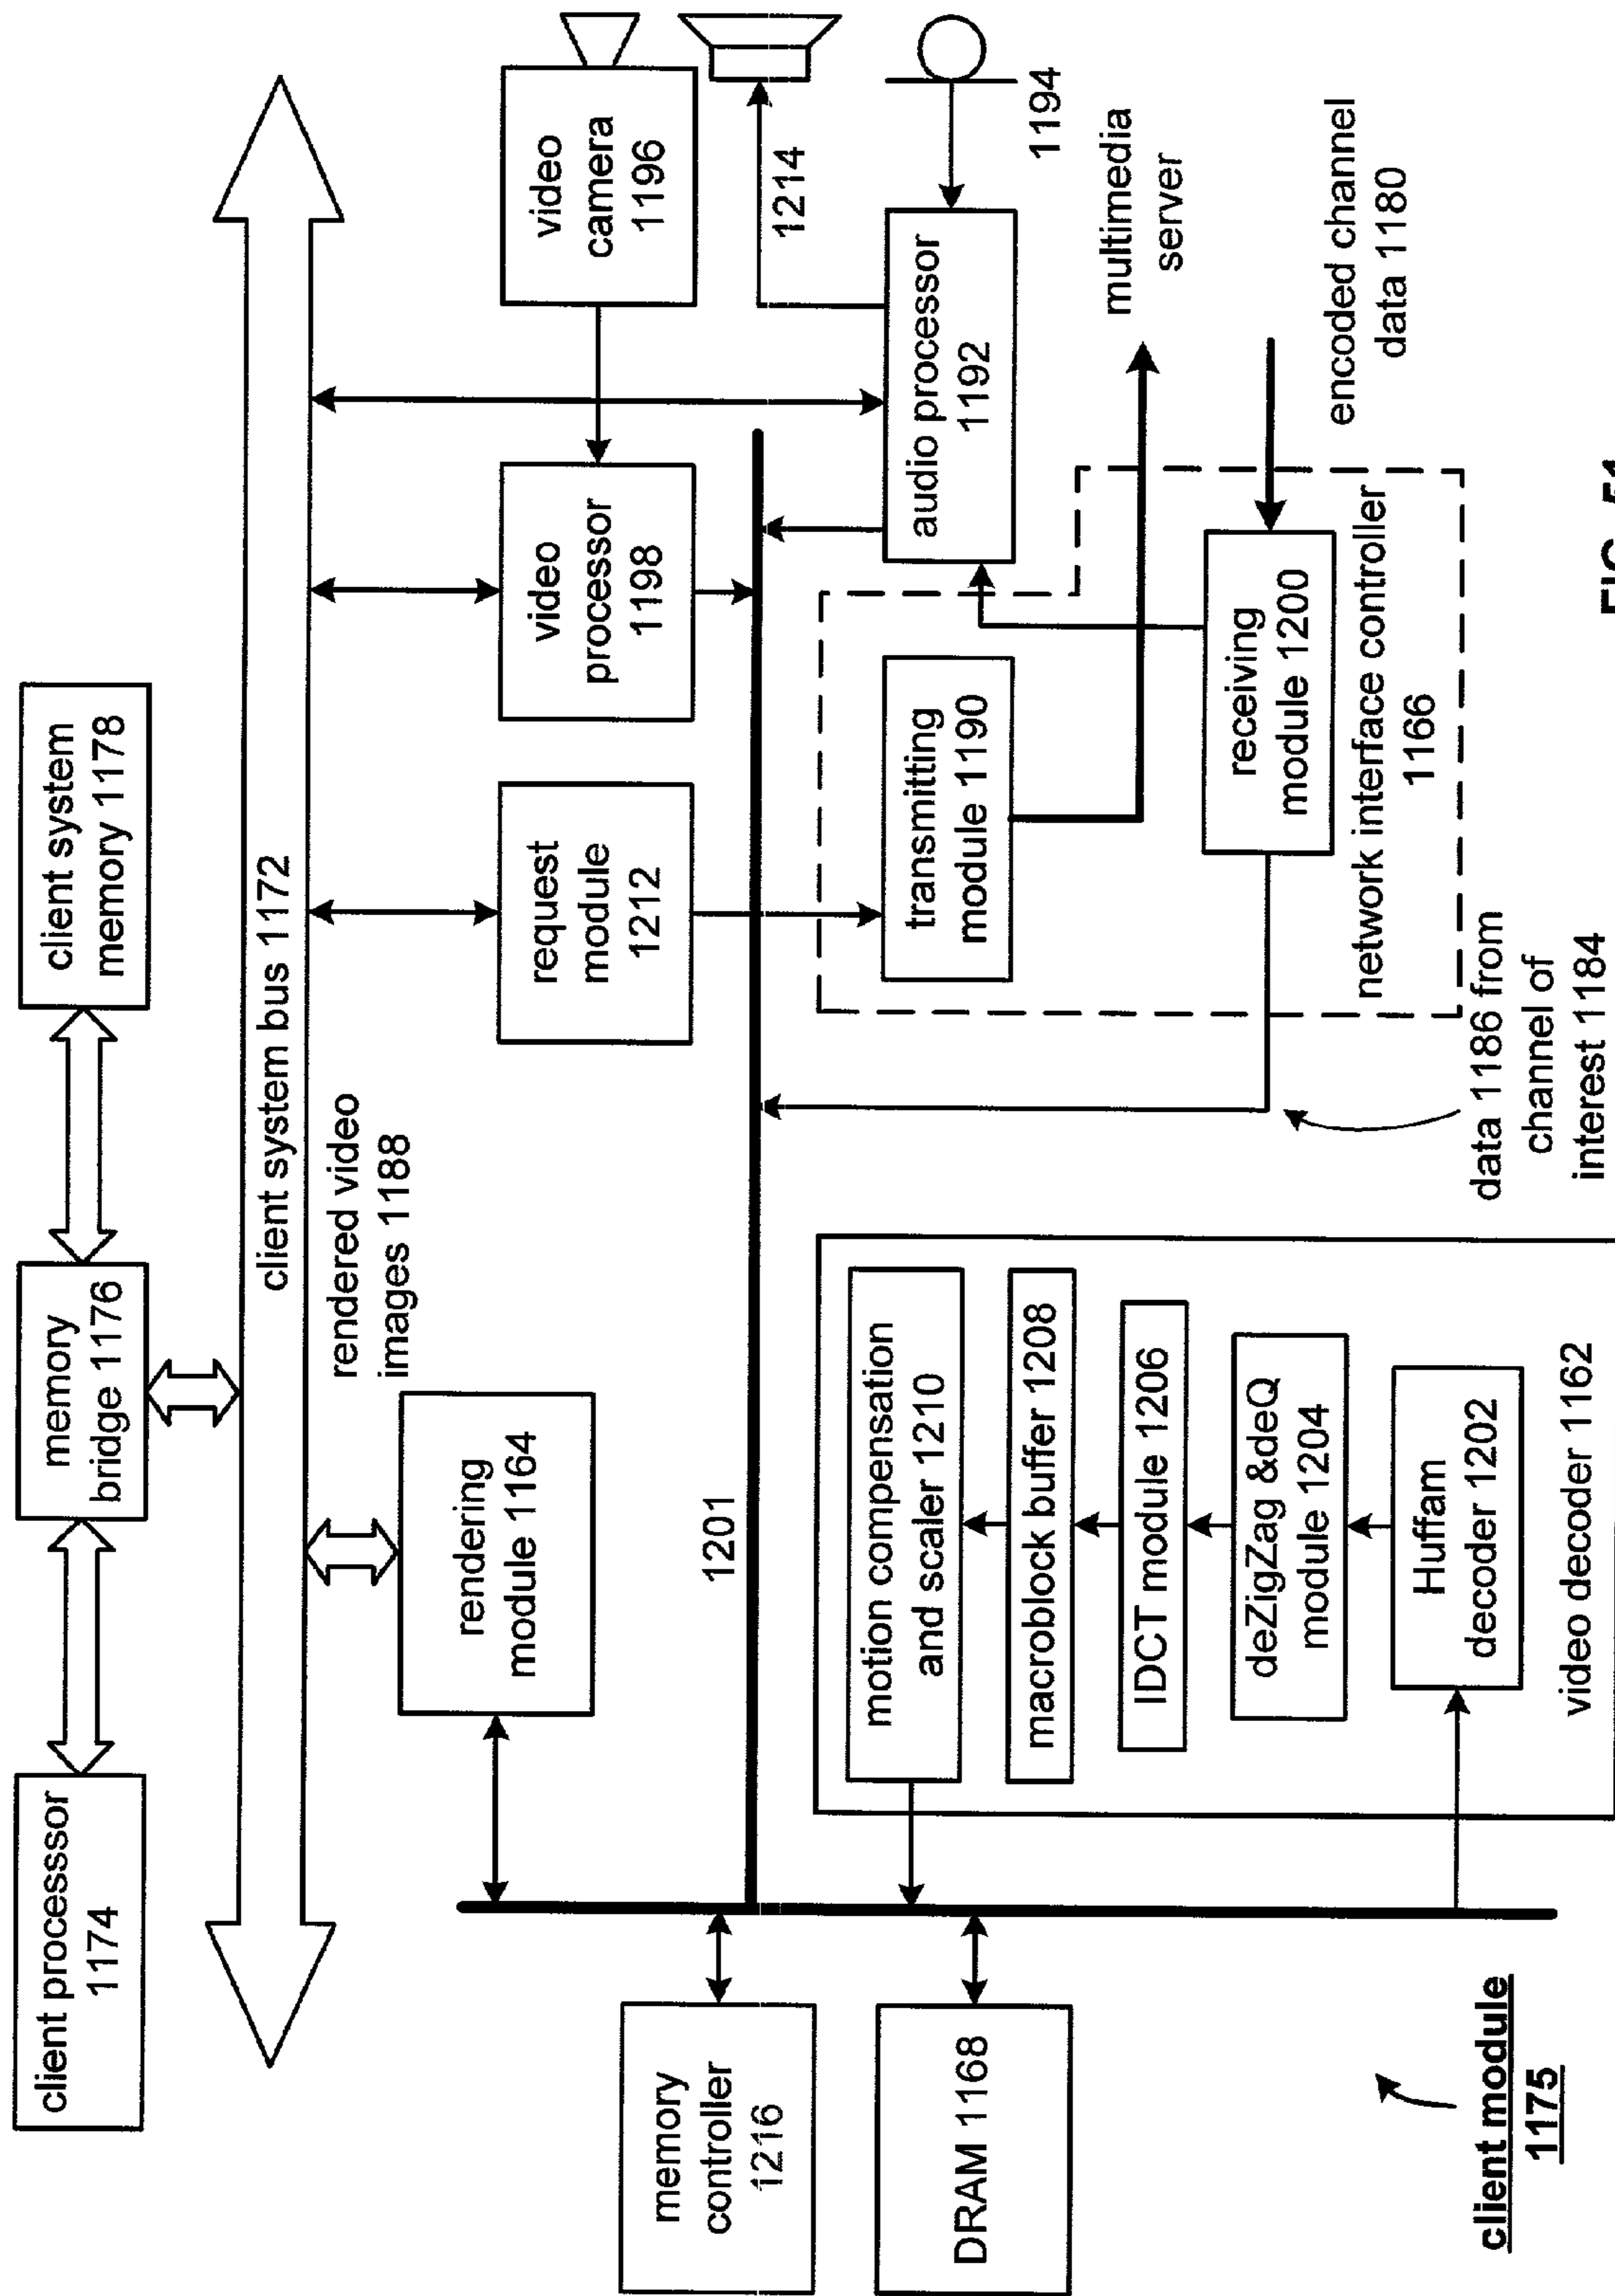 client processsor
1174
memory
bridge 1176
client system
memory 1178
client system bus 1172
rendered video
images 1188
rendering
module 1164
request
module
1212
video
processor
1198
video
camera
1196
memory
controller
1216
1201
1214
DRAM 1168
motion compensation
and scaler 1210
macroblock buffer 1208
IDCT module 1206
deZigZag &deQ
module 1204
Huffam
decoder 1202
video decoder 1162
transmitting
module 1190
audio processor
1192
1194
multimedia
server
receiving
module 1200
network interface controller
1166
encoded channel
data 1180
data 1186 from
channel of
interest 1184
client module
1175